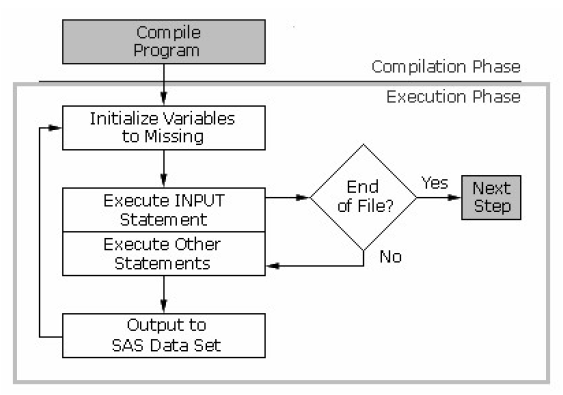 Compile
Program
Compilation Phase
Execution Phase
Initialize Variables
to Missing
Execute INPUT
Statement
End
of File?
Yes
Next
Step
Execute Other
Statements
No
Output to
SAS Data Set